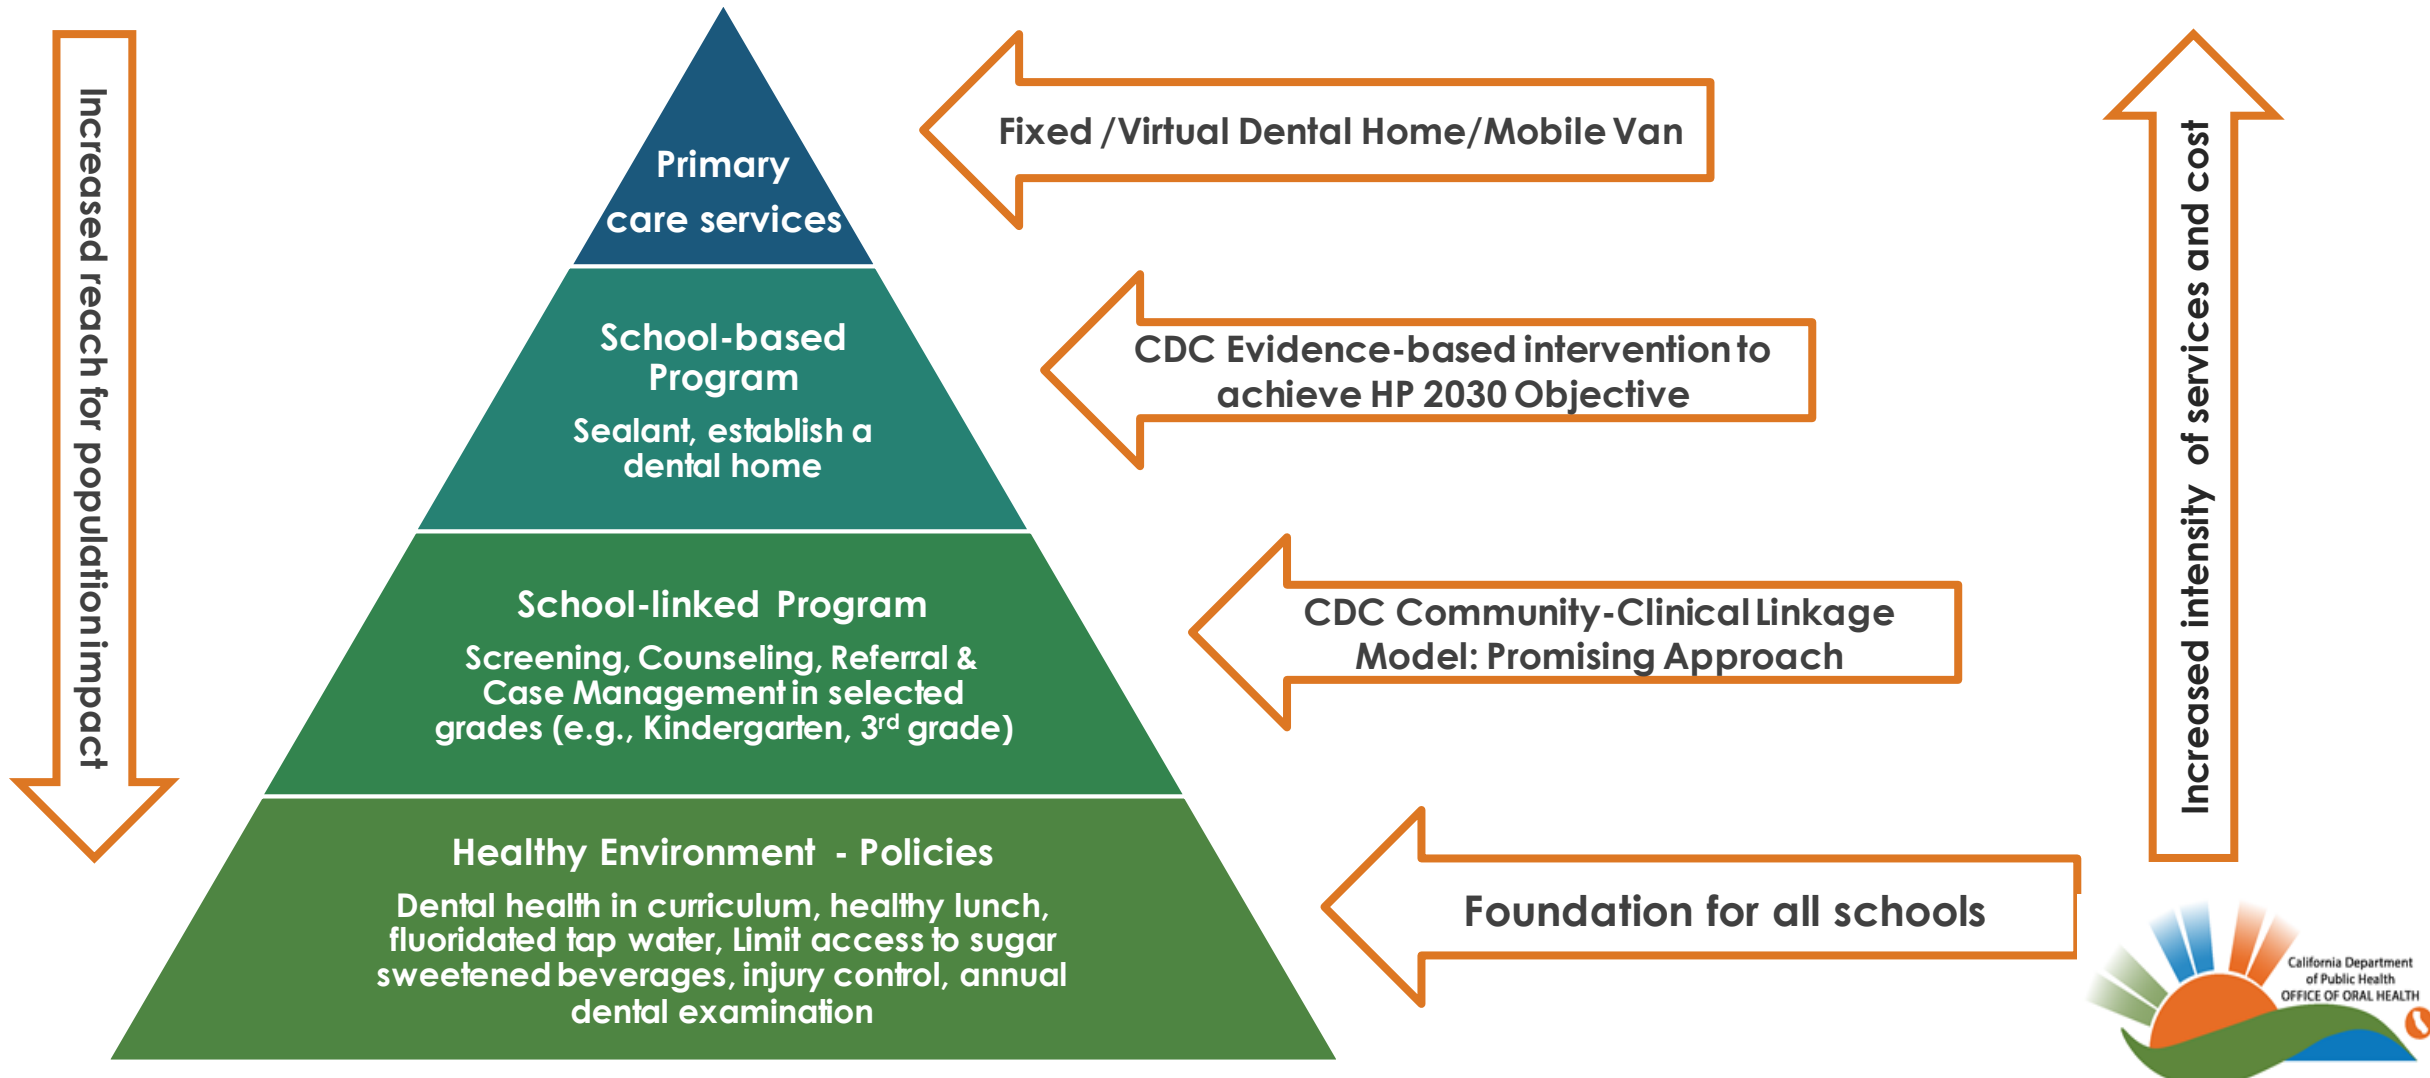 Increased reach for population impact
Primary
care services
Fixed /Virtual Dental Home/Mobile Van
School-based
Program
Sealant, establish a
dental home
CDC Evidence-based intervention to
achieve HP 2030 Objective
School-linked Program
Screening, Counseling, Referral &
Case Management in selected
grades (e.g., Kindergarten, 3rd grade)
CDC Community-Clinical Linkage
Model: Promising Approach
Healthy Environment - Policies
Dental health in curriculum, healthy lunch,
fluoridated tap water, Limit access to sugar
sweetened beverages, injury control, annual
dental examination
Foundation for all schools
Increased intensity of services and cost
California Department
of Public Health
OFFICE OF ORAL HEALTH